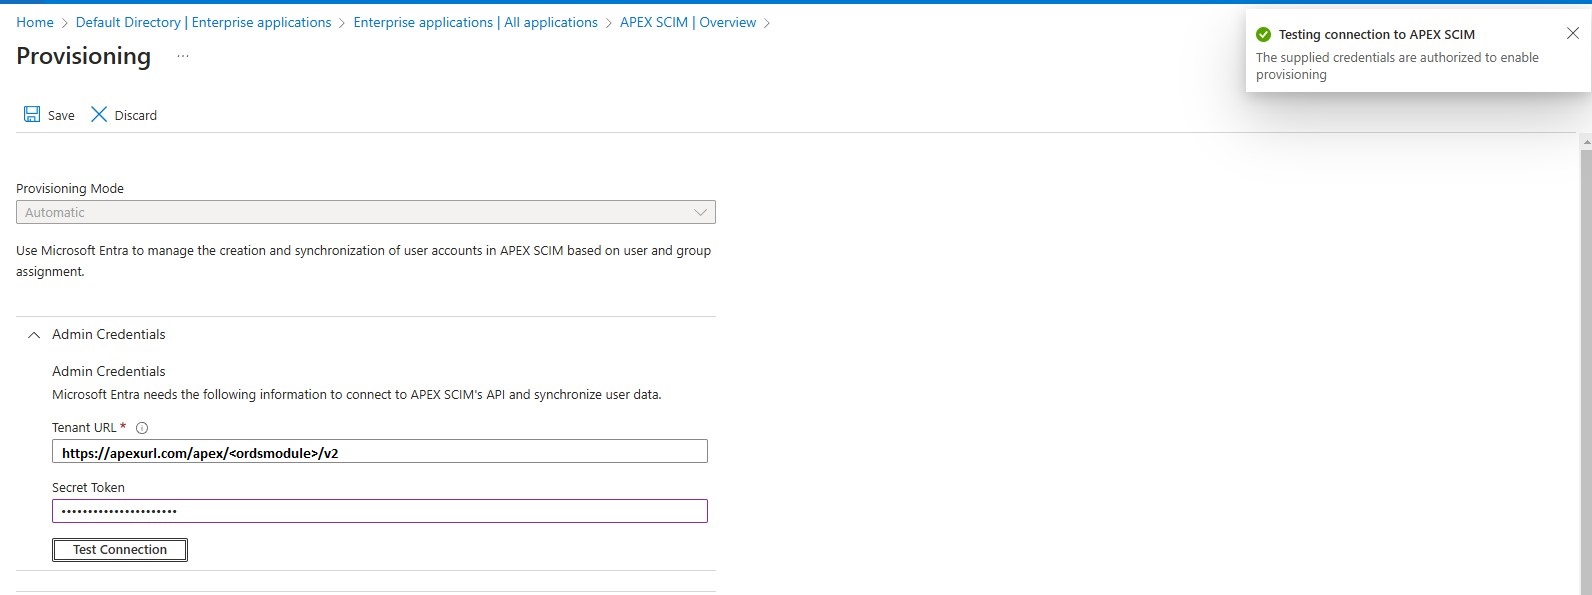 Home > Default Directory | Enterprise applications > Enterprise applications | All applications > APEX SCIM | Overview >
Provisioning ...
Testing connection to APEX SCIM
The supplied credentials are authorized to enable
provisioning
Save Discard
Provisioning Mode
Automatic
Use Microsoft Entra to manage the creation and synchronization of user accounts in APEX SCIM based on user and group
assignment.
Admin Credentials
Admin Credentials
Microsoft Entra needs the following information to connect to APEX SCIM's API and synchronize user data.
Tenant URL *
https://apexurl.com/apex/<ordsmodule>/v2
Secret Token
••••••••••••••••••••••
Test Connection